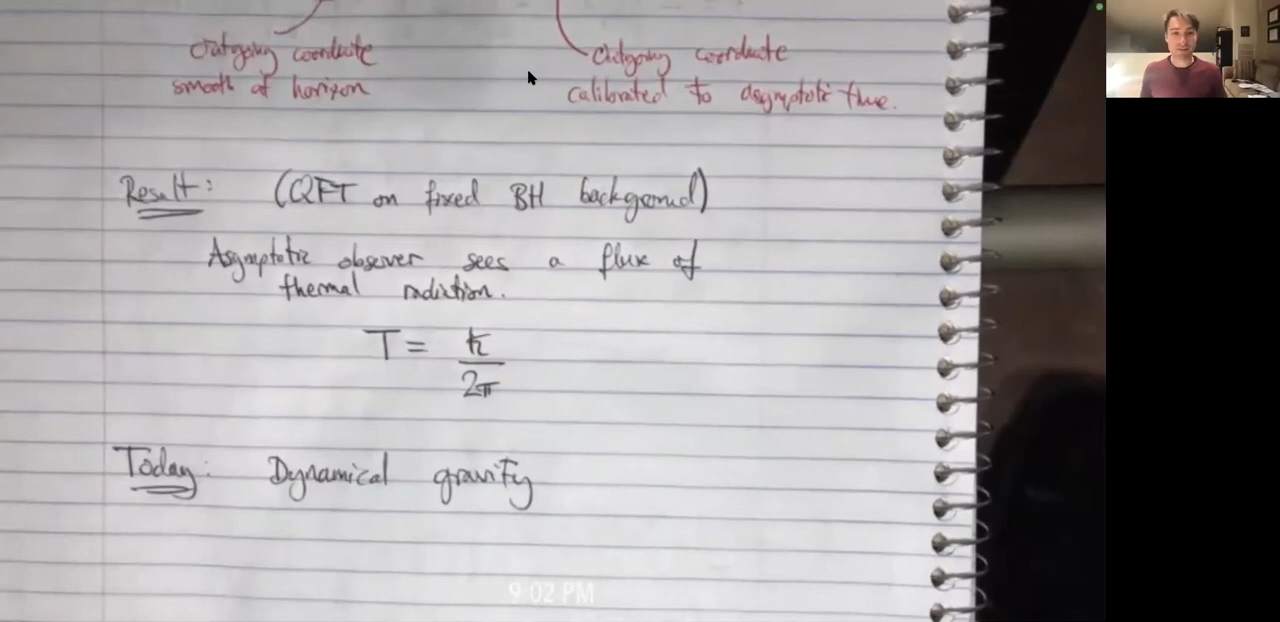 Outgoing coordinate
smooth at horizon
Outgoing coordinate
calibrated to asymptotic time.
Result: (QFT on fixed BH background)
Asymptotic observer sees a flux of
thermal radiation.
T = ℏ/2π
Today: Dynamical gravity
9:02 PM